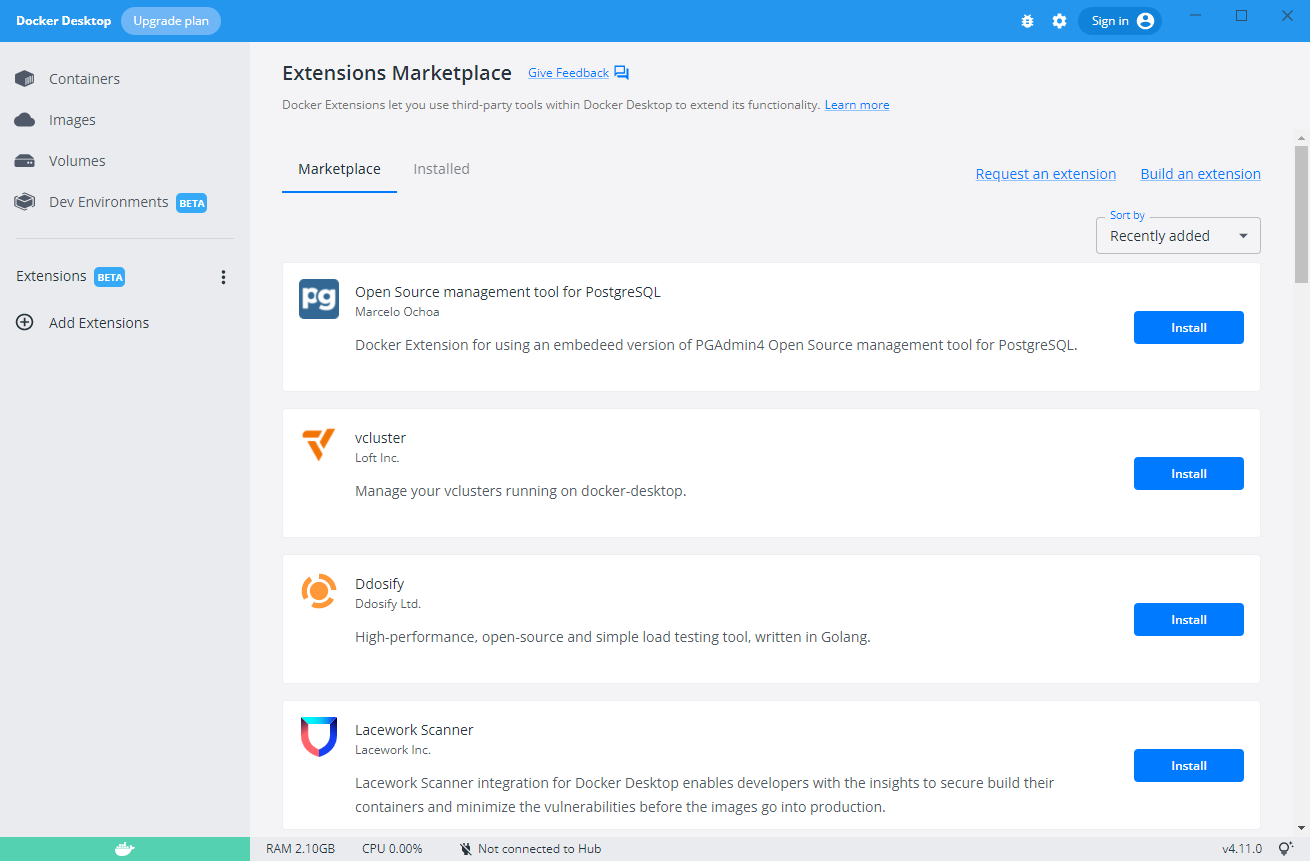 Docker Desktop
Upgrade plan
Sign in
Containers
Images
Volumes
Dev Environments BETA
Extensions BETA
Add Extensions
Extensions Marketplace Give Feedback
Docker Extensions let you use third-party tools within Docker Desktop to extend its functionality. Learn more
Marketplace Installed
Request an extension Build an extension
Sort by
Recently added
pg
Open Source management tool for PostgreSQL
Marcelo Ochoa
Docker Extension for using an embedeed version of PGAdmin4 Open Source management tool for PostgreSQL.
Install
vcluster
Loft Inc.
Manage your vclusters running on docker-desktop.
Install
Ddosify
Ddosify Ltd.
High-performance, open-source and simple load testing tool, written in Golang.
Install
Lacework Scanner
Lacework Inc.
Lacework Scanner integration for Docker Desktop enables developers with the insights to secure build their
containers and minimize the vulnerabilities before the images go into production.
Install
RAM 2.10GB CPU 0.00% Not connected to Hub v4.11.0